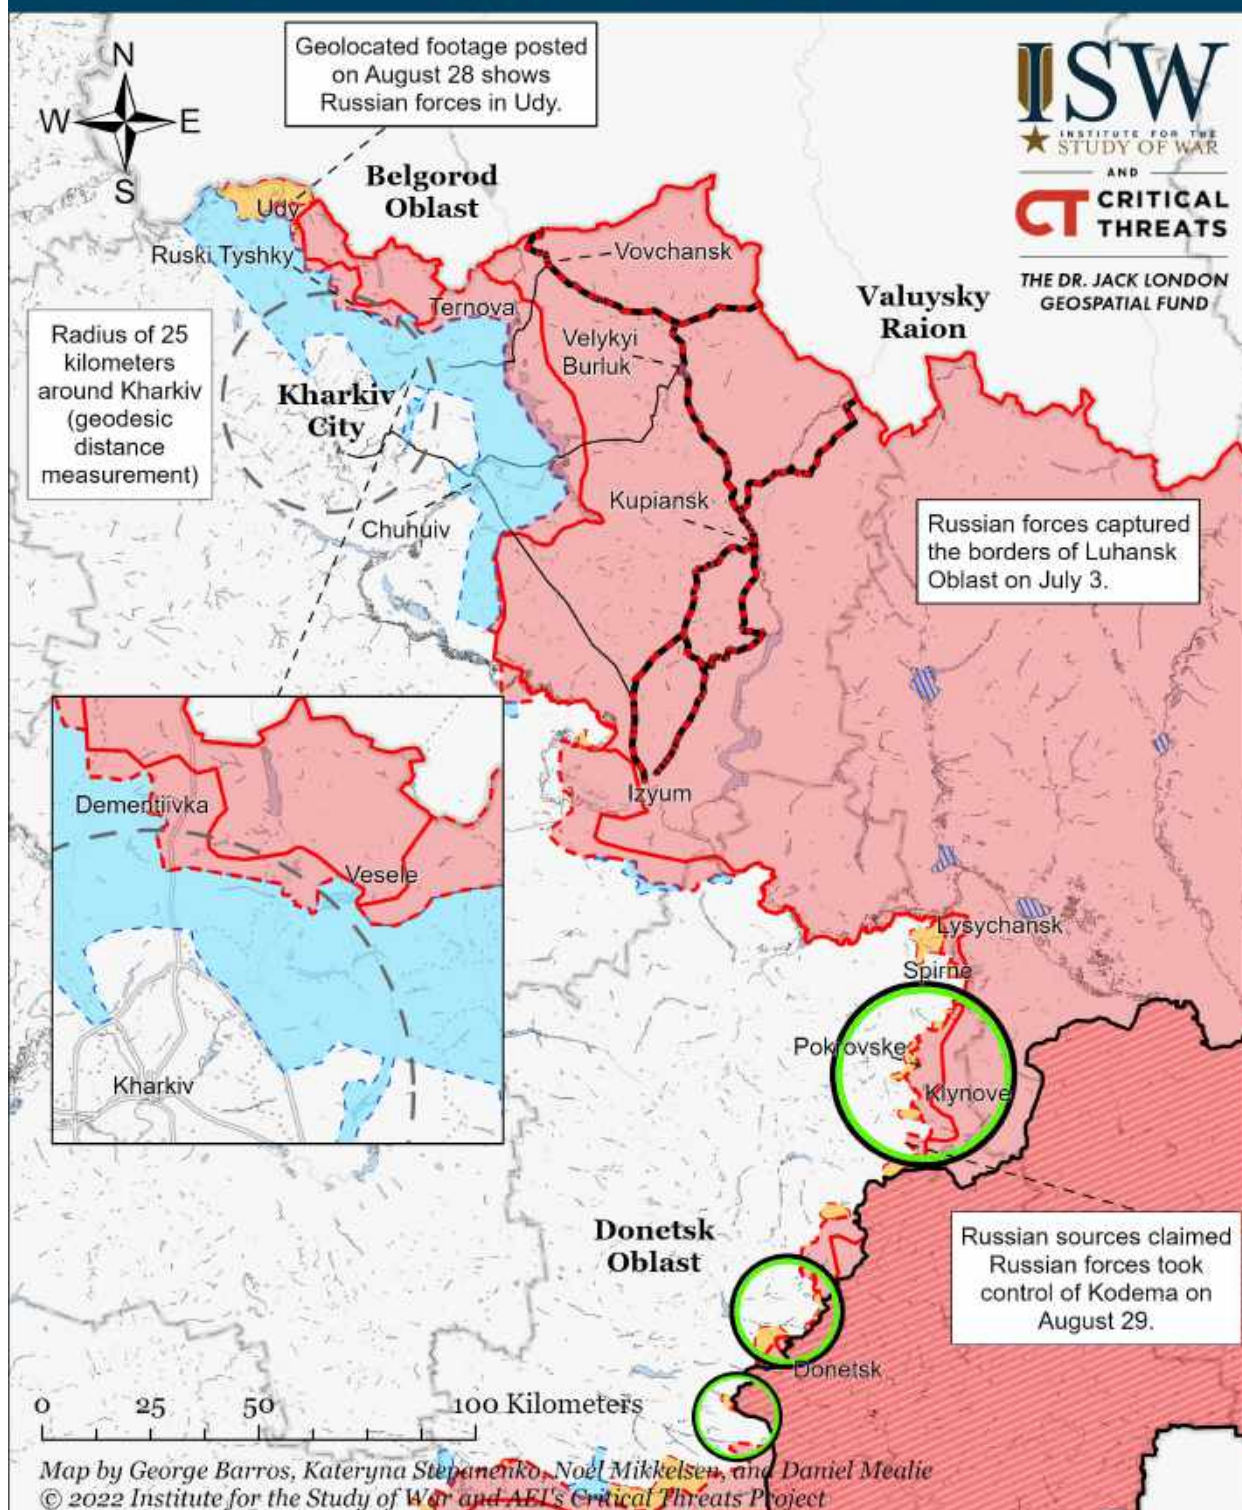 Geolocated footage posted
on August 28 shows
Russian forces in Udy.
N
W
E
S
ISW
INSTITUTE FOR THE
STUDY OF WAR
AND
CT CRITICAL
THREATS
THE DR. JACK LONDON
GEOSPATIAL FUND
Belgorod
Oblast
Udy
Ruski Tyshky
Vovchansk
Ternova
Valuysky
Raion
Velykyi
Burluk
Radius of 25
kilometers
around Kharkiv
(geodesic
distance
measurement)
Kharkiv
City
Kupiansk
Chuhuiv
Russian forces captured
the borders of Luhansk
Oblast on July 3.
Izyum
Dementiivka
Vesele
Kharkiv
Lysychansk
Spirne
Pokrovske
Klynove
Donetsk
Oblast
Russian sources claimed
Russian forces took
control of Kodema on
August 29.
Donetsk
0 25 50 100 Kilometers
Map by George Barros, Kateryna Stepanenko, Noel Mikkelsen, and Daniel Mealie
© 2022 Institute for the Study of War and AEI's Critical Threats Project